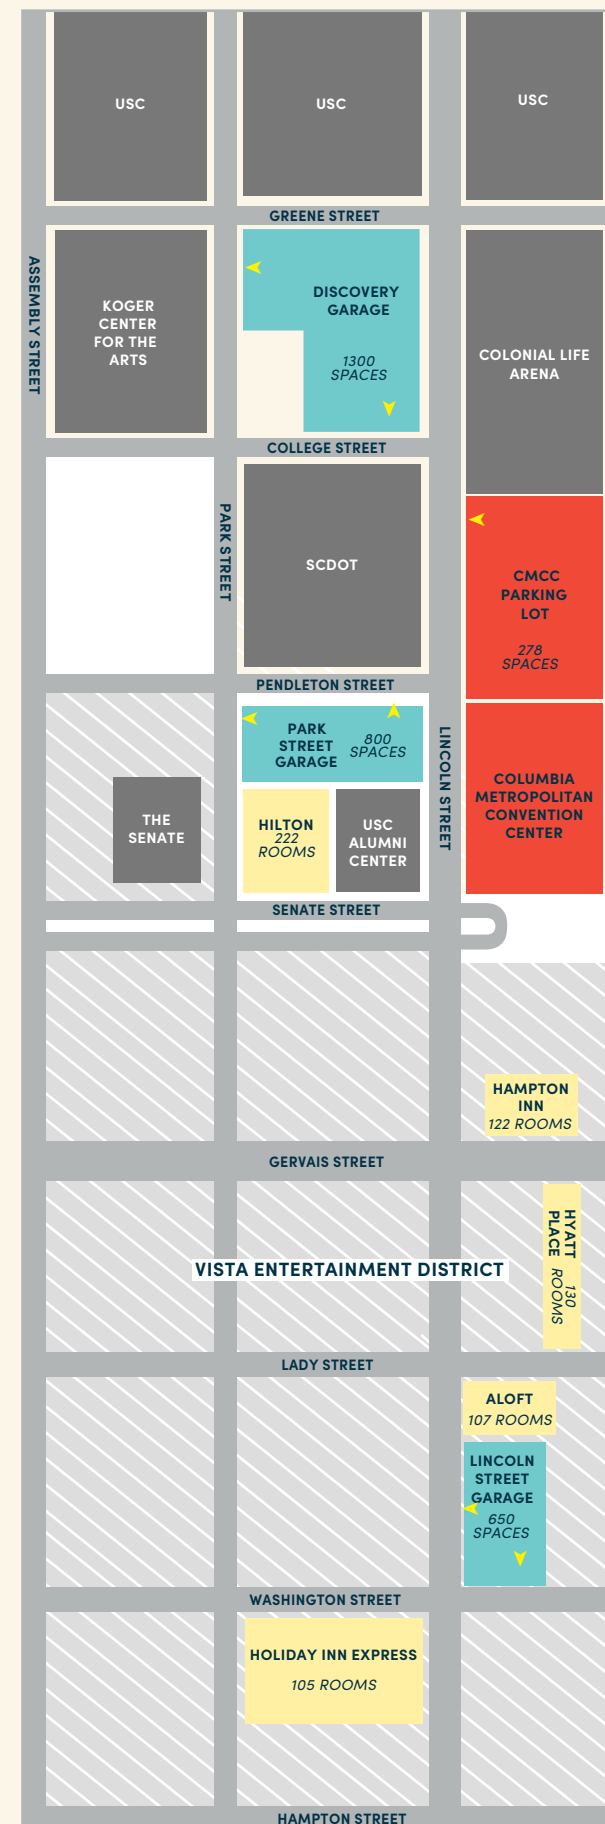 USC
USC
USC
GREENE STREET
ASSEMBLY STREET
KOGER
CENTER
FOR THE
ARTS
DISCOVERY
GARAGE
1300
SPACES
COLONIAL LIFE
ARENA
COLLEGE STREET
PARK STREET
SCDOT
CMCC
PARKING
LOT
278
SPACES
PENDLETON STREET
PARK
STREET
GARAGE
800
SPACES
LINCOLN STREET
COLUMBIA
METROPOLITAN
CONVENTION
CENTER
THE
SENATE
HILTON
222
ROOMS
USC
ALUMNI
CENTER
SENATE STREET
HAMPTON
INN
122 ROOMS
GERVAIS STREET
HYATT
PLACE
130
ROOMS
VISTA ENTERTAINMENT DISTRICT
LADY STREET
ALOFT
107 ROOMS
LINCOLN
STREET
GARAGE
650
SPACES
WASHINGTON STREET
HOLIDAY INN EXPRESS
105 ROOMS
HAMPTON STREET